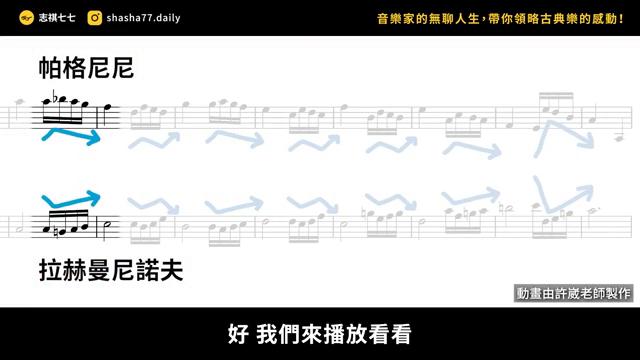 志祺七七 shasha77.daily 音樂家的無聊人生，帶你領略古典樂的感動！
帕格尼尼
拉赫曼尼諾夫
動畫由許崴老師製作
好 我們來播放看看